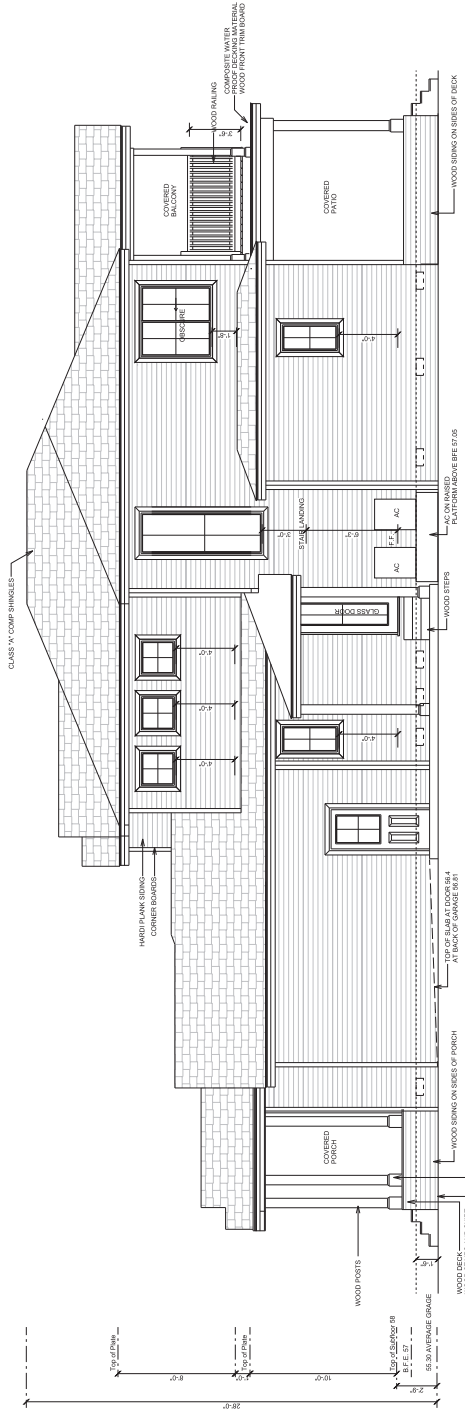 CLASS "A" COMP SHINGLES
HARDI PLANK SIDING
CORNER BOARDS
4'-0"
4'-0"
4'-0"
OBSCURE
1'-8"
COVERED
BALCONY
3'-6"
WOOD RAILING
COMPOSITE WATER
PROOF DECKING MATERIAL
WOOD FRONT TRIM BOARD
28'-0"
Top of Plate
8'-0"
1'-0"
Top of Plate
10'-0"
Top of Subfloor 58
B.F.E. 57
2'-9"
55.30 AVERAGE GRAGE
1'-6"
WOOD POSTS
COVERED
PORCH
WOOD DECK
WOOD SIDING ON SIDES OF PORCH
TOP OF SLAB AT DOOR 56.4
AT BACK OF GARAGE 56.81
4'-0"
GLASS DOOR
WOOD STEPS
3'-0"
STAIR LANDING
6'-3"
F.F.
AC
AC
AC ON RAISED
PLATFORM ABOVE BFE 57.05
4'-0"
COVERED
PATIO
WOOD SIDING ON SIDES OF DECK